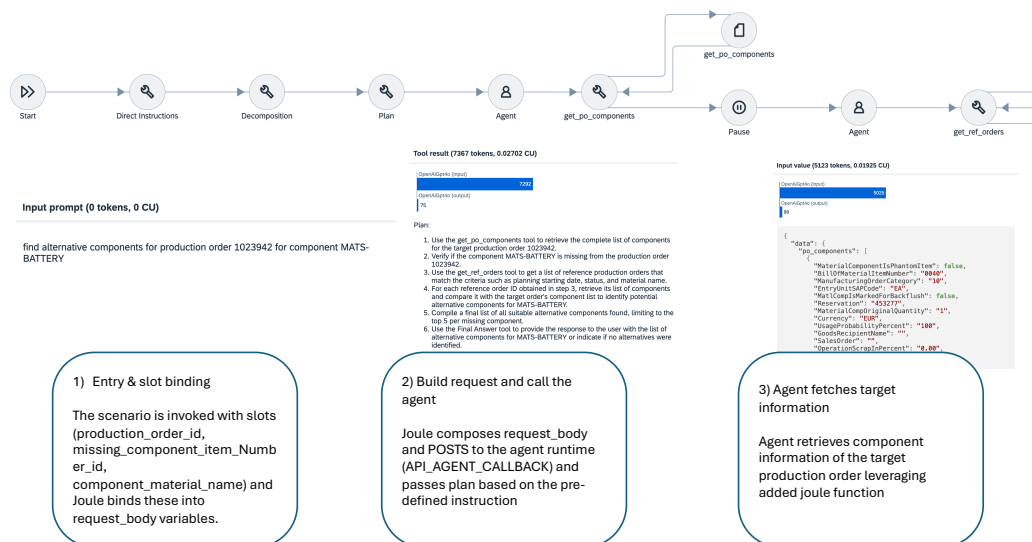 get_po_components
Start
Direct Instructions
Decomposition
Plan
Agent
get_po_components
Pause
Agent
get_ref_orders
Input prompt (0 tokens, 0 CU)
find alternative components for production order 1023942 for component MATS-
BATTERY
Tool result (7367 tokens, 0.02702 CU)
OpenAiGpt4o (input)
7292
OpenAiGpt4o (output)
75
Plan:
1. Use the get_po_components tool to retrieve the complete list of components
for the target production order 1023942.
2. Verify if the component MATS-BATTERY is missing from the production order
1023942.
3. Use the get_ref_orders tool to get a list of reference production orders that
match the criteria such as planning starting date, status, and material name.
4. For each reference order ID obtained in step 3, retrieve its list of components
and compare it with the target order's component list to identify potential
alternative components for MATS-BATTERY.
5. Compile a final list of all suitable alternative components found, limiting to the
top 5 per missing component.
6. Use the Final Answer tool to provide the response to the user with the list of
alternative components for MATS-BATTERY or indicate if no alternatives were
identified.
Input value (5123 tokens, 0.01925 CU)
OpenAiGpt4o (input)
5025
OpenAiGpt4o (output)
98
{
"data": {
"po_components": [
{
"MaterialComponentIsPhantomItem": false,
"BillOfMaterialItemNumber": "0040",
"ManufacturingOrderCategory": "10",
"EntryUnitSAPCode": "EA",
"MatlCompIsMarkedForBackflush": false,
"Reservation": "453277",
"MaterialCompOriginalQuantity": "1",
"Currency": "EUR",
"UsageProbabilityPercent": "100",
"GoodsRecipientName": "",
"SalesOrder": "",
"OperationScrapInPercent": "0.00",
1) Entry & slot binding
The scenario is invoked with slots
(production_order_id,
missing_component_item_Numb
er_id,
component_material_name) and
Joule binds these into
request_body variables.
2) Build request and call the
agent
Joule composes request_body
and POSTS to the agent runtime
(API_AGENT_CALLBACK) and
passes plan based on the pre-
defined instruction
3) Agent fetches target
information
Agent retrieves component
information of the target
production order leveraging
added joule function